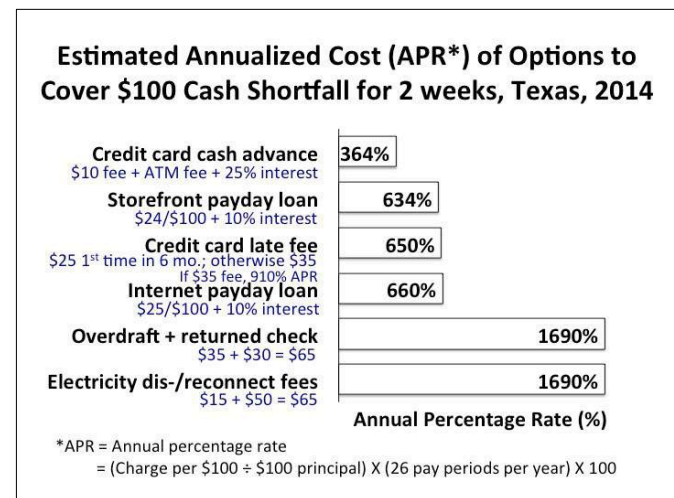 Estimated Annualized Cost (APR*) of Options to
Cover $100 Cash Shortfall for 2 weeks, Texas, 2014
Credit card cash advance 364%
$10 fee + ATM fee + 25% interest
Storefront payday loan 634%
$24/$100 + 10% interest
Credit card late fee 650%
$25 1st time in 6 mo.; otherwise $35
If $35 fee, 910% APR
Internet payday loan 660%
$25/$100 + 10% interest
Overdraft + returned check 1690%
$35 + $30 = $65
Electricity dis-/reconnect fees 1690%
$15 + $50 = $65
Annual Percentage Rate (%)
*APR = Annual percentage rate
= (Charge per $100 ÷ $100 principal) X (26 pay periods per year) X 100